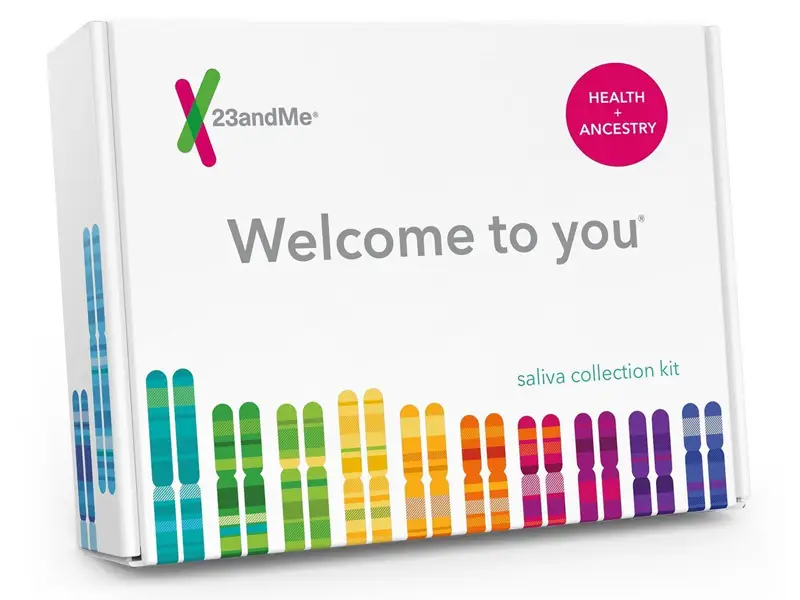 23andMe®
HEALTH
+
ANCESTRY
Welcome to you®
saliva collection kit